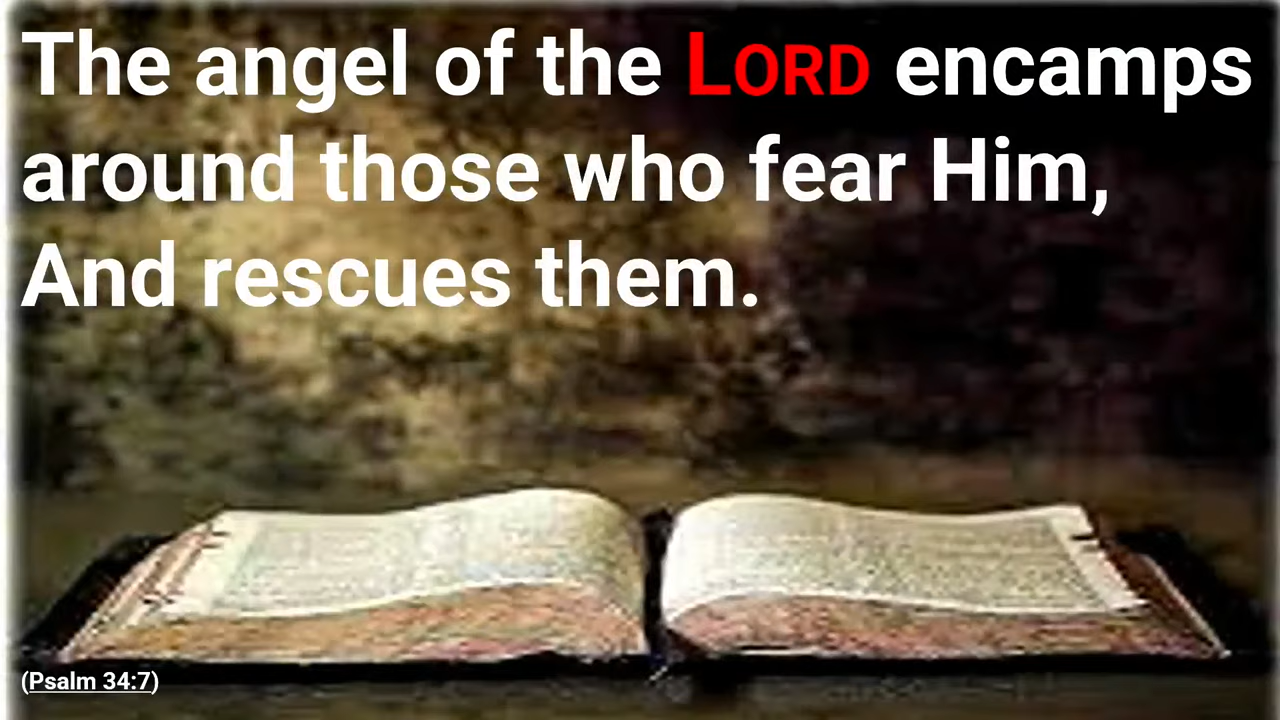 The angel of the LORD encamps
around those who fear Him,
And rescues them.
(Psalm 34:7)